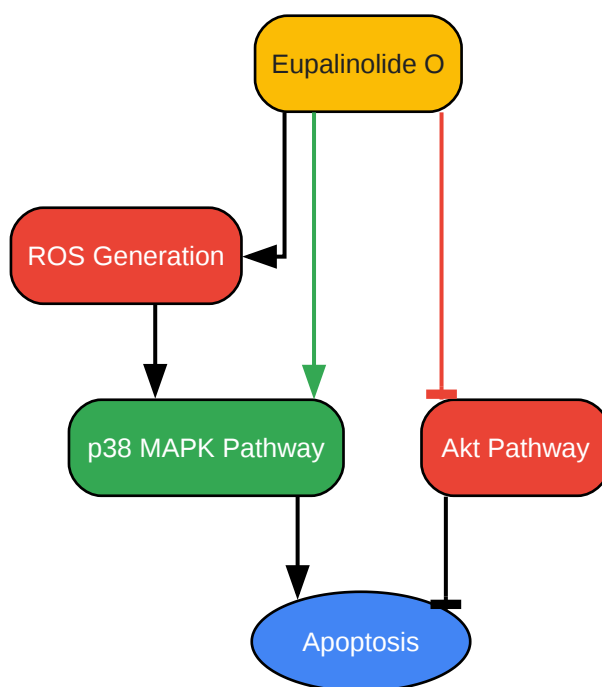 Eupalinolide O
ROS Generation
p38 MAPK Pathway
Akt Pathway
Apoptosis